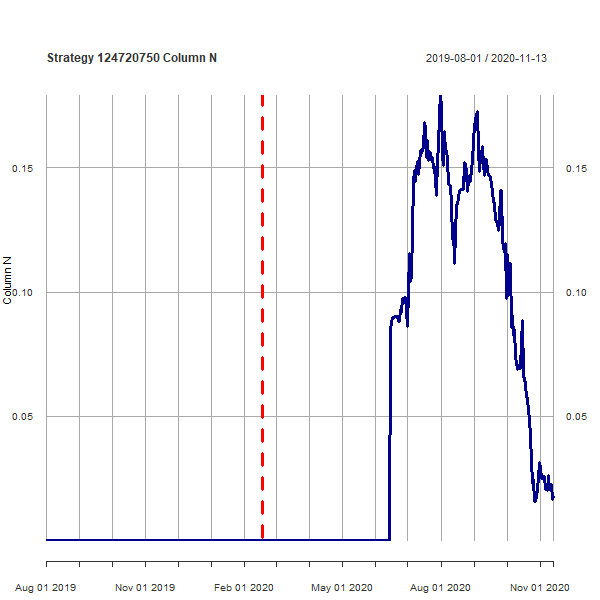 Strategy 124720750 Column N
2019-08-01 / 2020-11-13
Column N
0.15
0.10
0.05
0.15
0.10
0.05
Aug 01 2019
Nov 01 2019
Feb 01 2020
May 01 2020
Aug 01 2020
Nov 01 2020